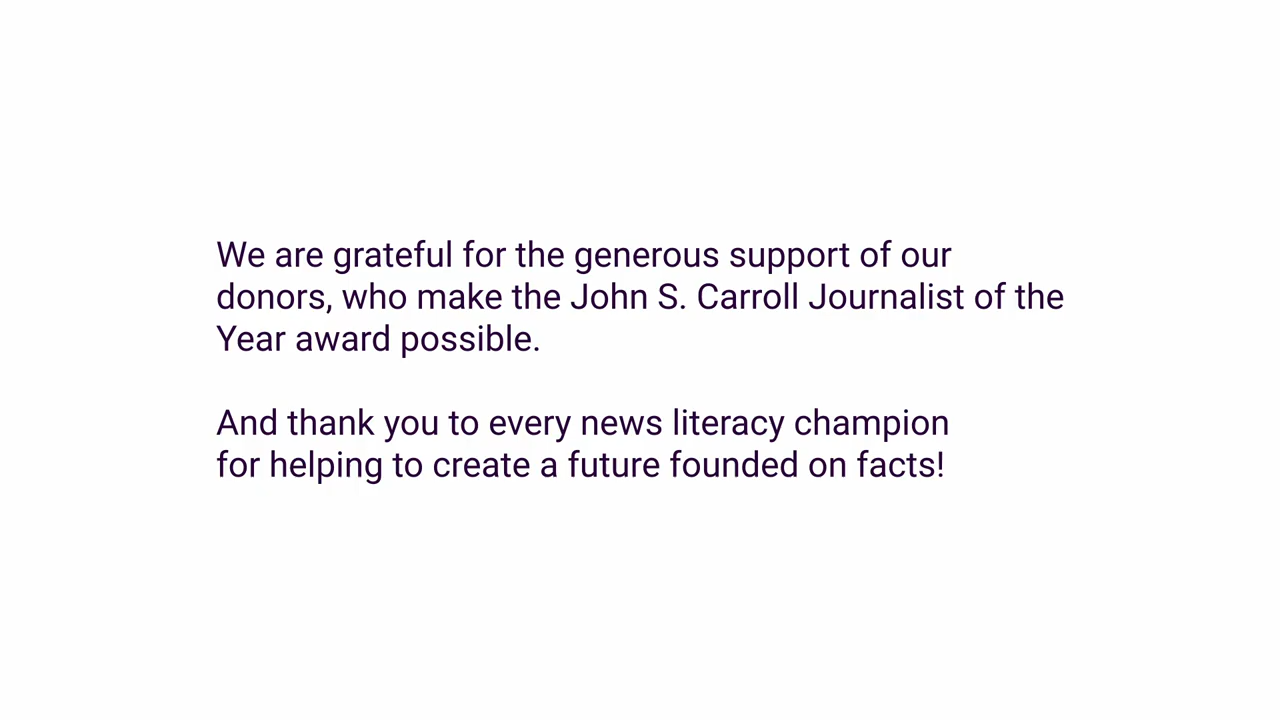 We are grateful for the generous support of our
donors, who make the John S. Carroll Journalist of the
Year award possible.
And thank you to every news literacy champion
for helping to create a future founded on facts!